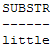 SUBSTR
------
little